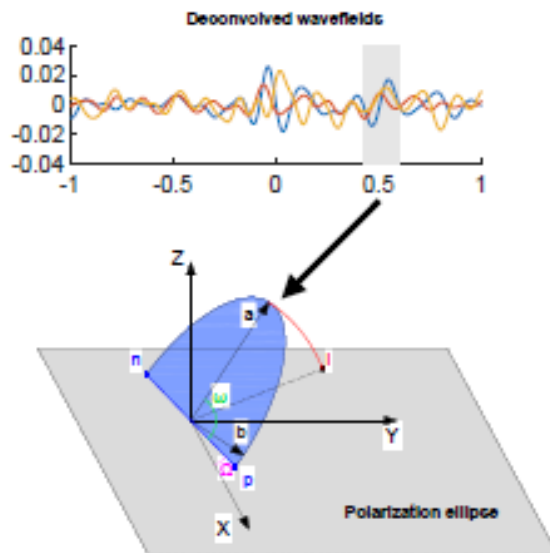 Deconvolved wavefields
0.04
0.02
0
-0.02
-0.04
-1 -0.5 0 0.5 1
Z
a
n
l
ω
b
Y
Ω
p
X
Polarization ellipse